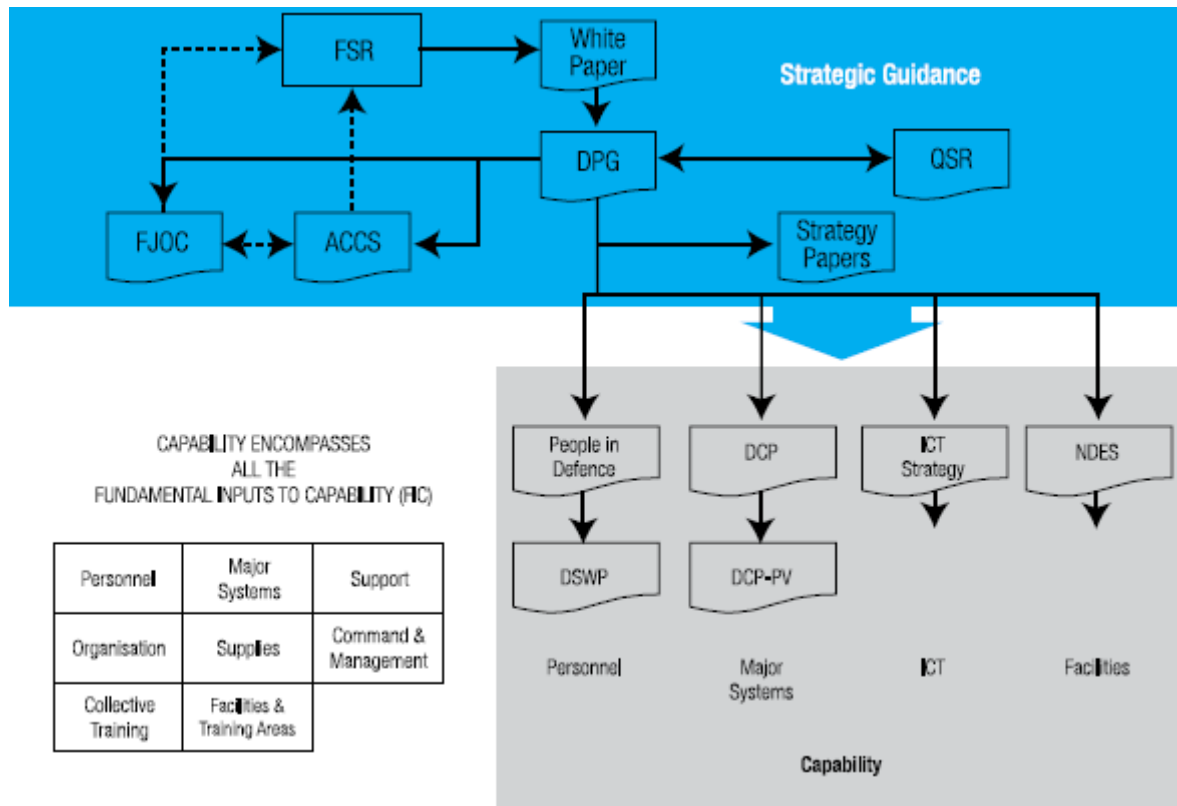 FSR
White
Paper
Strategic Guidance
DPG
QSR
FJOC
ACCS
Strategy
Papers
CAPABILITY ENCOMPASSES
ALL THE
FUNDAMENTAL INPUTS TO CAPABILITY (FIC)
Personnel
Major
Systems
Support
Organisation
Supplies
Command &
Management
Collective
Training
Facilities &
Training Areas
People in
Defence
DCP
ICT
Strategy
NDES
DSWP
DCP-PV
Personnel
Major
Systems
ICT
Facilities
Capability